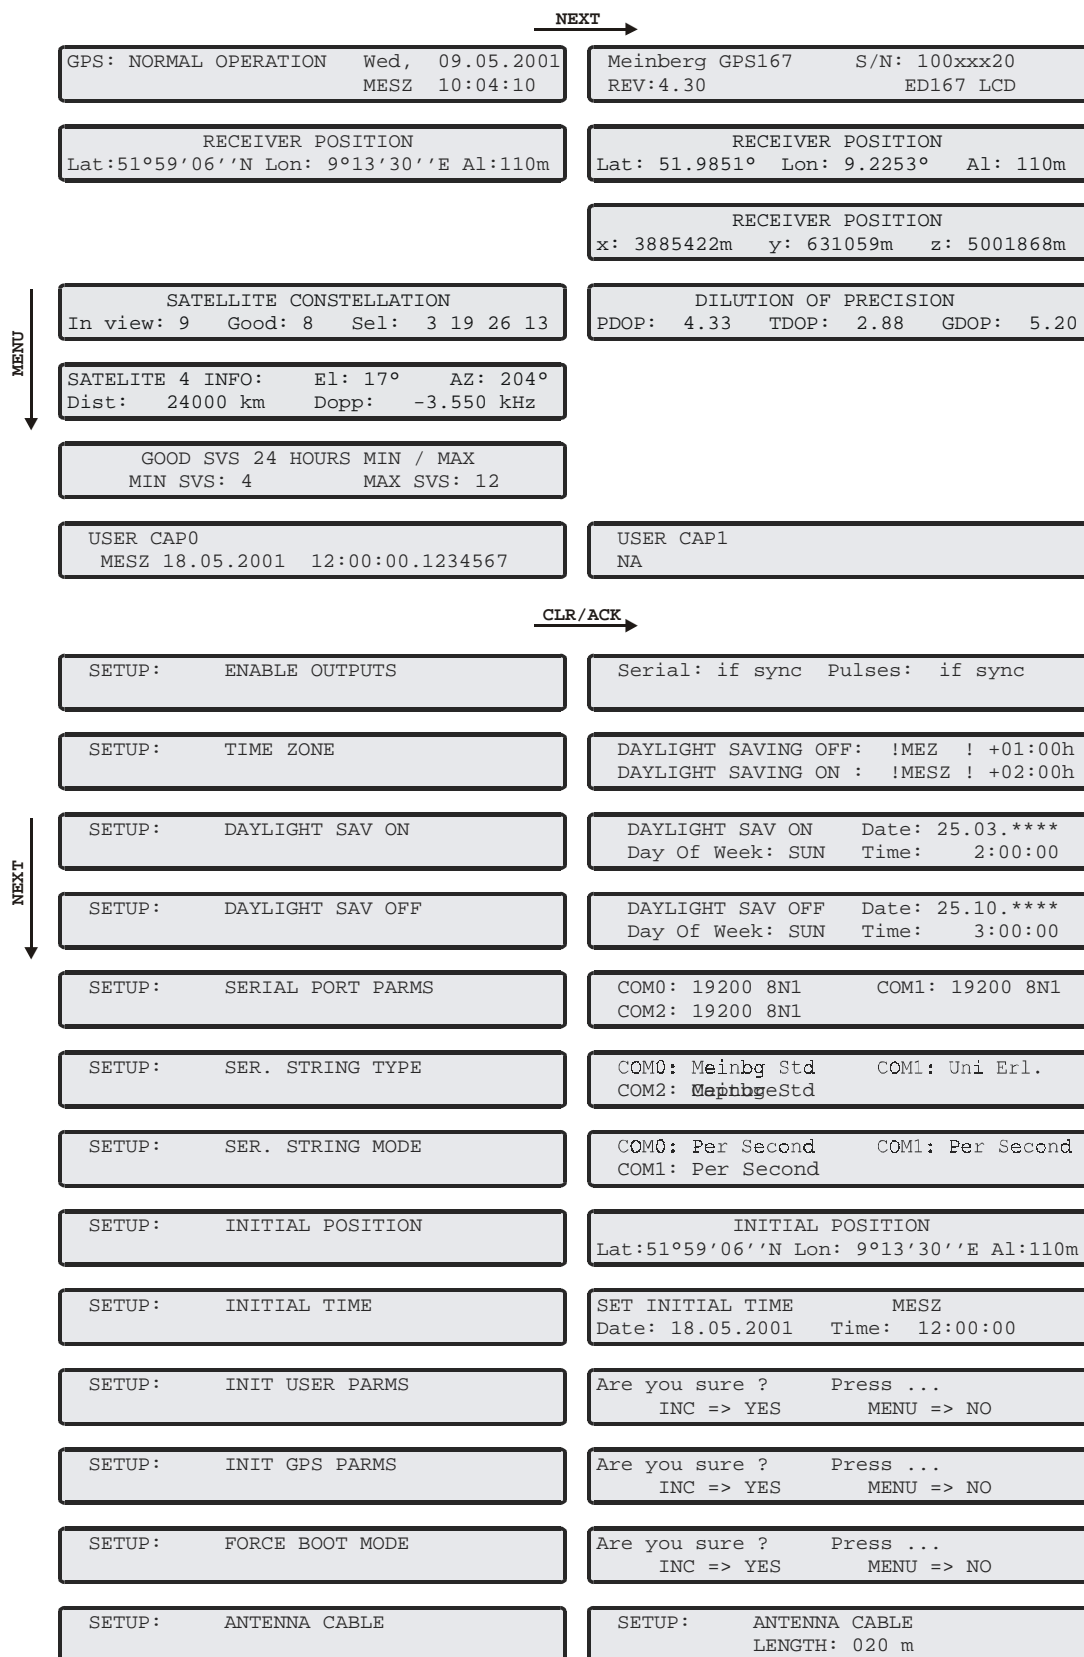 NEXT
GPS: NORMAL OPERATION Wed, 09.05.2001
MESZ 10:04:10
Meinberg GPS167 S/N: 100xxx20
REV:4.30 ED167 LCD
RECEIVER POSITION
Lat:51°59′06′′N Lon: 9°13′30′′E Al:110m
RECEIVER POSITION
Lat: 51.9851° Lon: 9.2253° Al: 110m
RECEIVER POSITION
x: 3885422m y: 631059m z: 5001868m
MENU
SATELLITE CONSTELLATION
In view: 9 Good: 8 Sel: 3 19 26 13
DILUTION OF PRECISION
PDOP: 4.33 TDOP: 2.88 GDOP: 5.20
SATELITE 4 INFO: El: 17° AZ: 204°
Dist: 24000 km Dopp: -3.550 kHz
GOOD SVS 24 HOURS MIN / MAX
MIN SVS: 4 MAX SVS: 12
USER CAP0
MESZ 18.05.2001 12:00:00.1234567
USER CAP1
NA
CLR/ACK
SETUP: ENABLE OUTPUTS
Serial: if sync Pulses: if sync
SETUP: TIME ZONE
DAYLIGHT SAVING OFF: !MEZ ! +01:00h
DAYLIGHT SAVING ON : !MESZ ! +02:00h
NEXT
SETUP: DAYLIGHT SAV ON
DAYLIGHT SAV ON Date: 25.03.****
Day Of Week: SUN Time: 2:00:00
SETUP: DAYLIGHT SAV OFF
DAYLIGHT SAV OFF Date: 25.10.****
Day Of Week: SUN Time: 3:00:00
SETUP: SERIAL PORT PARMS
COM0: 19200 8N1 COM1: 19200 8N1
COM2: 19200 8N1
SETUP: SER. STRING TYPE
COM0: Meinbg Std COM1: Uni Erl.
COM2: Std
SETUP: SER. STRING MODE
COM0: Per Second COM1: Per Second
COM1: Per Second
SETUP: INITIAL POSITION
INITIAL POSITION
Lat:51°59′06′′N Lon: 9°13′30′′E Al:110m
SETUP: INITIAL TIME
SET INITIAL TIME MESZ
Date: 18.05.2001 Time: 12:00:00
SETUP: INIT USER PARMS
Are you sure ? Press ...
INC => YES MENU => NO
SETUP: INIT GPS PARMS
Are you sure ? Press ...
INC => YES MENU => NO
SETUP: FORCE BOOT MODE
Are you sure ? Press ...
INC => YES MENU => NO
SETUP: ANTENNA CABLE
SETUP: ANTENNA CABLE
LENGTH: 020 m